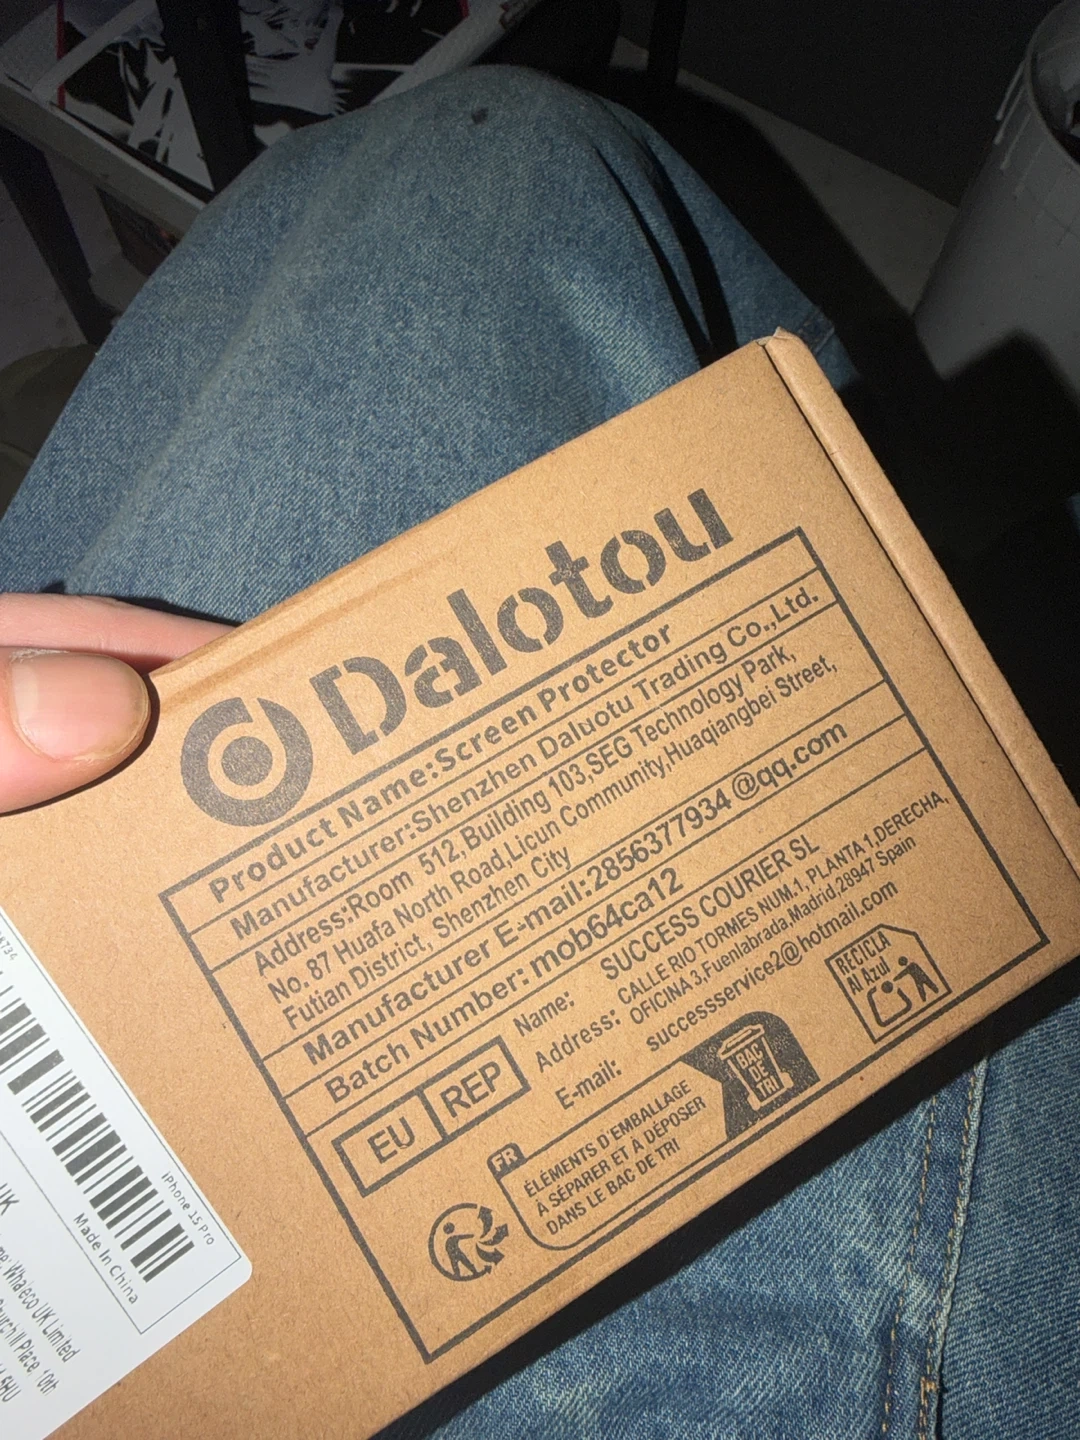 Dalotou
Product Name:Screen Protector
Manufacturer:Shenzhen Daluotu Trading Co.,Ltd.
Address:Room 512,Building 103,SEG Technology Park,
No. 87 Huafa North Road,Licun Community,Huaqiangbei Street,
Futian District, Shenzhen City
Manufacturer E-mail:2856377934@qq.com
Batch Number: mob64ca12
EU REP
Name: SUCCESS COURIER SL
Address: CALLE RIO TORMES NUM.1, PLANTA 1,DERECHA,
OFICINA 3,Fuenlabrada,Madrid,28947 Spain
E-mail: successservice2@hotmail.com
FR
ÉLÉMENTS D'EMBALLAGE
À SÉPARER ET À DÉPOSER
DANS LE BAC DE TRI
BAC
DE
TRI
RECICLA
Al Azul
iPhone 15 Pro
Made In China
UK
Whaleco UK Limited
Place, 10th
5HU